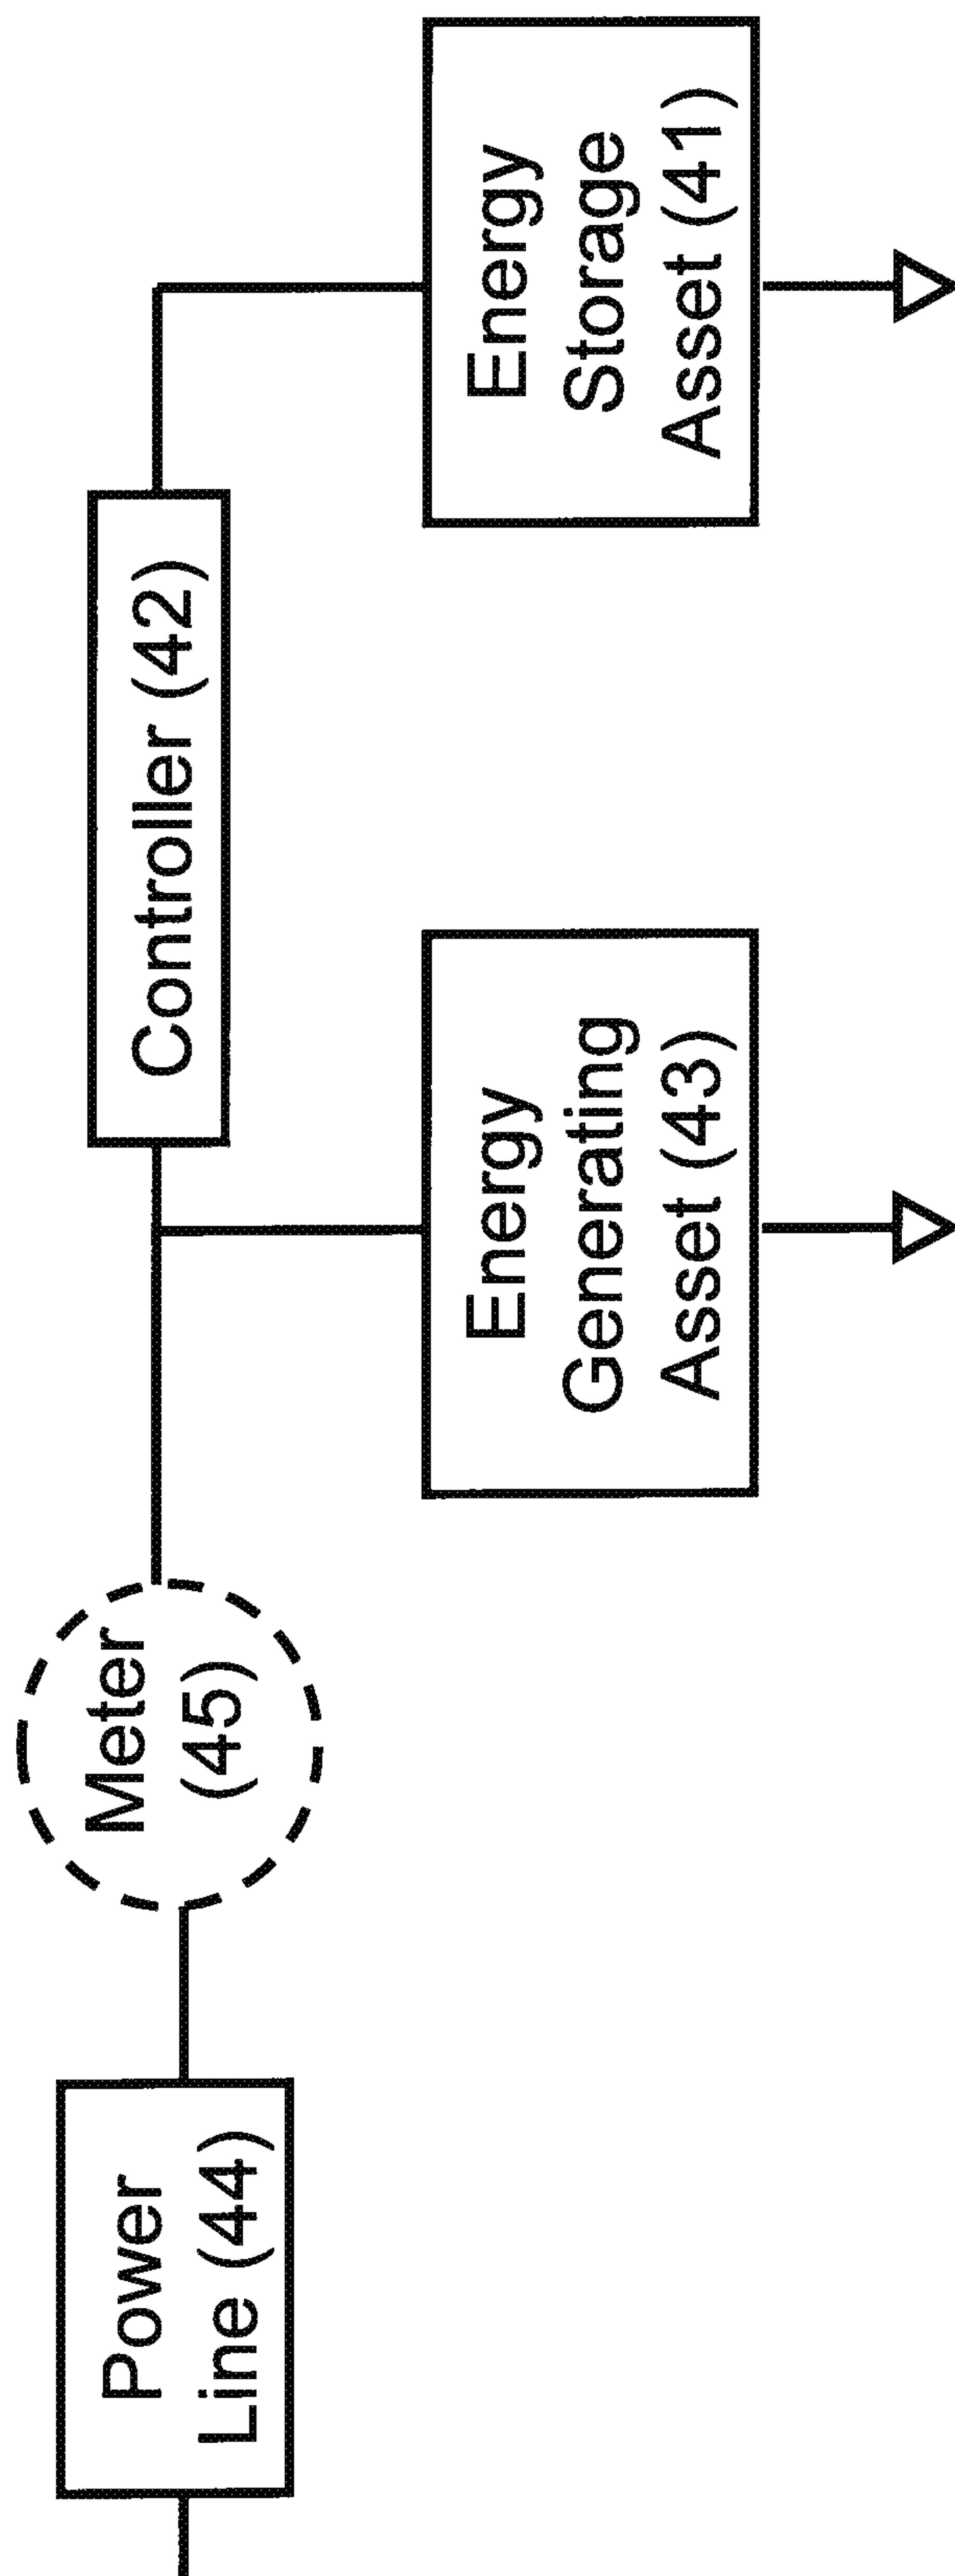 Power
Line (44)
Meter
(45)
Controller (42)
Energy
Generating
Asset (43)
Energy
Storage
Asset (41)